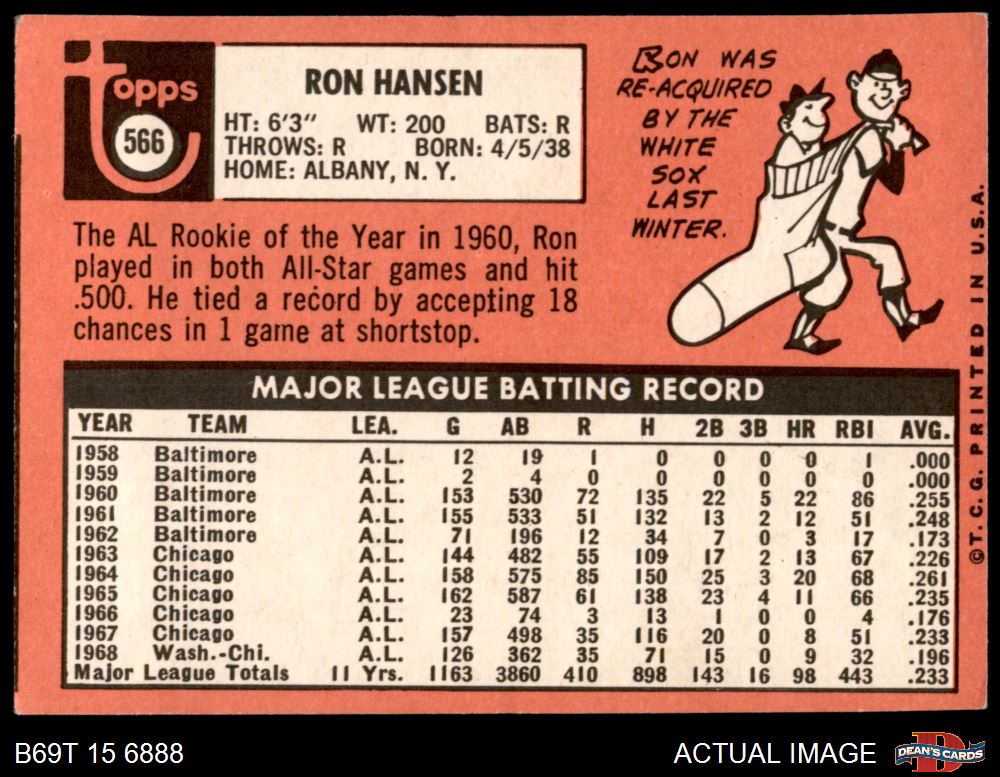 Topps
566
RON HANSEN
HT: 6'3" WT: 200 BATS: R
THROWS: R BORN: 4/5/38
HOME: ALBANY, N. Y.
RON WAS
RE-ACQUIRED
BY THE
WHITE
SOX
LAST
WINTER.
The AL Rookie of the Year in 1960, Ron
played in both All-Star games and hit
.500. He tied a record by accepting 18
chances in 1 game at shortstop.
MAJOR LEAGUE BATTING RECORD
YEAR TEAM LEA. G AB R H 2B 3B HR RBI AVG.
1958 Baltimore A.L. 12 19 1 0 0 0 0 1 .000
1959 Baltimore A.L. 2 4 0 0 0 0 0 0 .000
1960 Baltimore A.L. 153 530 72 135 22 5 22 86 .255
1961 Baltimore A.L. 155 533 51 132 13 2 12 51 .248
1962 Baltimore A.L. 71 196 12 34 7 0 3 17 .173
1963 Chicago A.L. 144 482 55 109 17 2 13 67 .226
1964 Chicago A.L. 158 575 85 150 25 3 20 68 .261
1965 Chicago A.L. 162 587 61 138 23 4 11 66 .235
1966 Chicago A.L. 23 74 3 13 1 0 0 4 .176
1967 Chicago A.L. 157 498 35 116 20 0 8 51 .233
1968 Wash.-Chi. A.L. 126 362 35 71 15 0 9 32 .196
Major League Totals 11 Yrs. 1163 3860 410 898 143 16 98 443 .233
© T.C.G. PRINTED IN U.S.A.
B69T 15 6888
ACTUAL IMAGE
DEAN'S CARDS